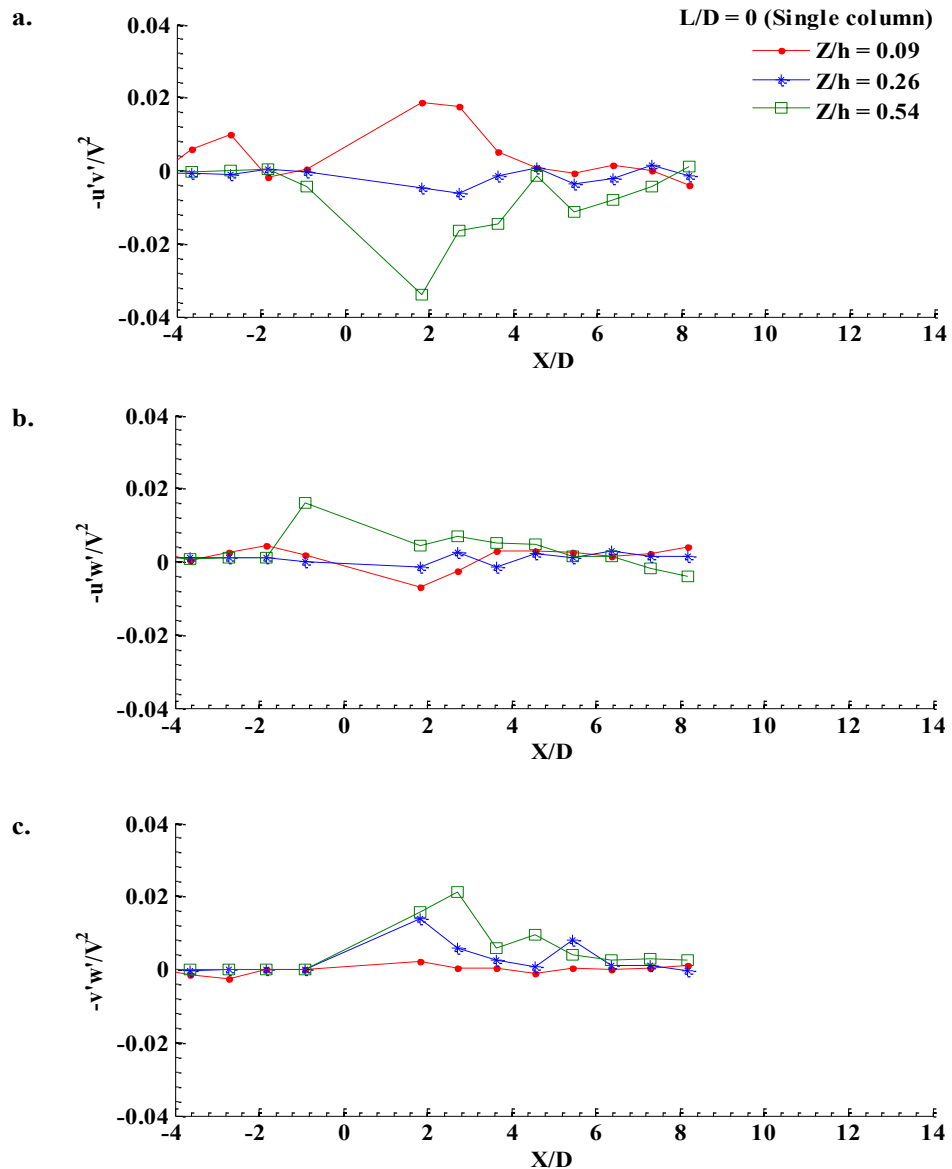 a.
L/D = 0 (Single column)
Z/h = 0.09
Z/h = 0.26
Z/h = 0.54
0.04
0.02
0
-0.02
-0.04
-u'v'/V²
-4 -2 0 2 4 6 8 10 12 14
X/D
b.
0.04
0.02
0
-0.02
-0.04
-u'w'/V²
-4 -2 0 2 4 6 8 10 12 14
X/D
c.
0.04
0.02
0
-0.02
-0.04
-v'w'/V²
-4 -2 0 2 4 6 8 10 12 14
X/D